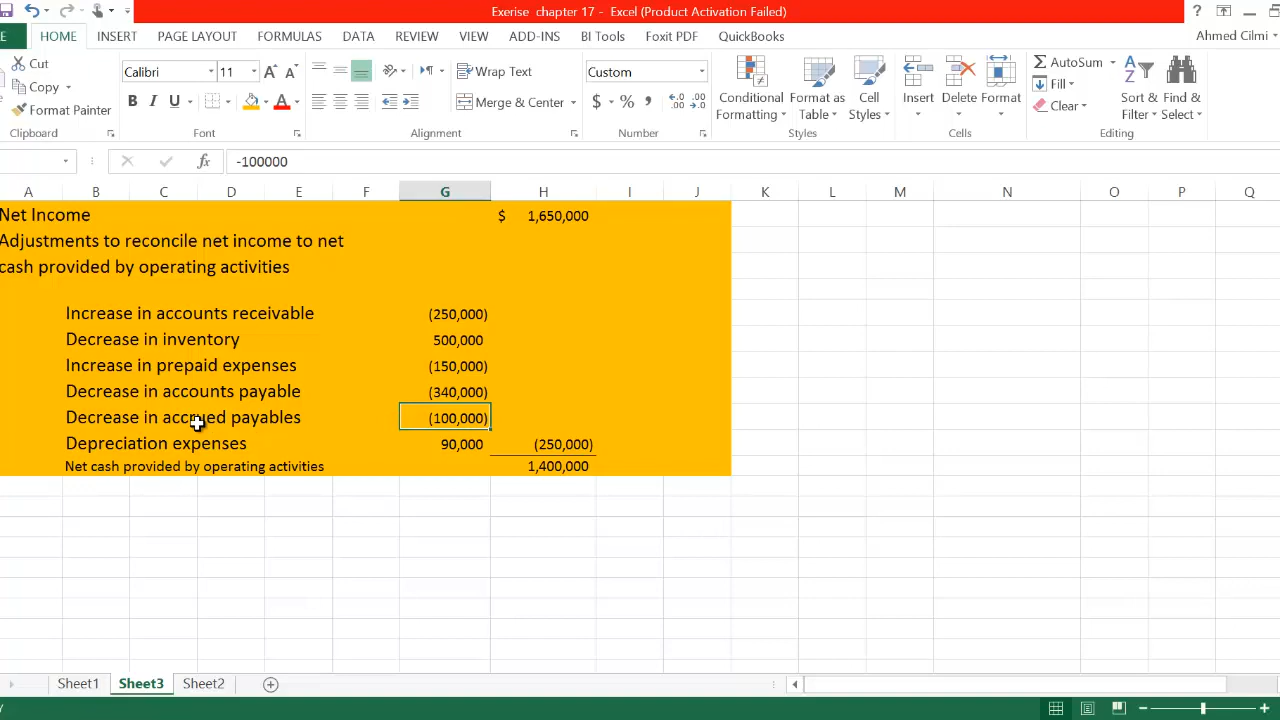 Exerise chapter 17 - Excel (Product Activation Failed)
E HOME INSERT PAGE LAYOUT FORMULAS DATA REVIEW VIEW ADD-INS BI Tools Foxit PDF QuickBooks Ahmed Cilmi
Cut
Copy
Format Painter
Clipboard
Calibri 11
B I U
Font
Wrap Text
Merge & Center
Alignment
Custom
$ % ,
Number
Conditional Formatting
Format as Table
Cell Styles
Styles
Insert Delete Format
Cells
AutoSum
Fill
Clear
Sort & Filter
Find & Select
Editing
fx -100000
A B C D E F G H I J K L M N O P Q
Net Income $ 1,650,000
Adjustments to reconcile net income to net
cash provided by operating activities
Increase in accounts receivable (250,000)
Decrease in inventory 500,000
Increase in prepaid expenses (150,000)
Decrease in accounts payable (340,000)
Decrease in accrued payables (100,000)
Depreciation expenses 90,000 (250,000)
Net cash provided by operating activities 1,400,000
Sheet1 Sheet3 Sheet2